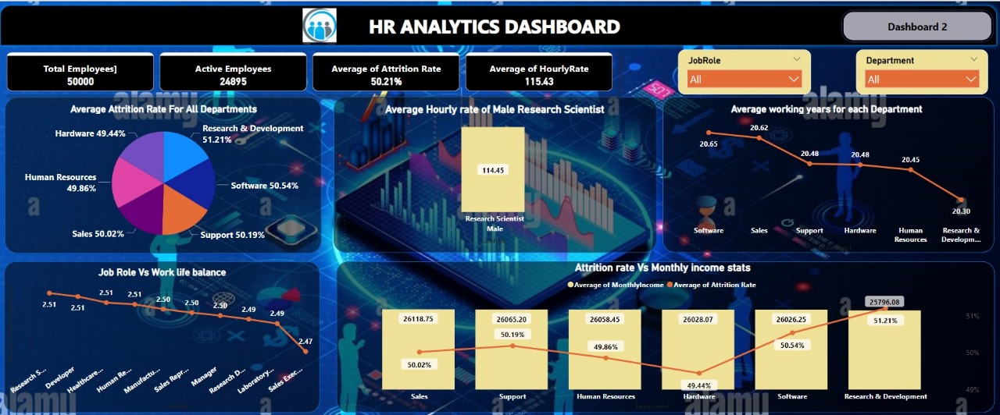 HR ANALYTICS DASHBOARD
Dashboard 2
Total Employees]
50000
Active Employees
24895
Average of Attrition Rate
50.21%
Average of HourlyRate
115.43
JobRole
All
Department
All
Average Attrition Rate For All Departments
Hardware 49.44%
Research & Development
51.21%
Human Resources
49.86%
Software 50.54%
Sales 50.02%
Support 50.19%
Average Hourly rate of Male Research Scientist
114.45
Research Scientist
Male
Average working years for each Department
20.65
20.62
20.48
20.48
20.45
20.30
Software
Sales
Support
Hardware
Human
Resources
Research &
Developm...
Job Role Vs Work life balance
2.51
2.51
2.51
2.51
2.50
2.50
2.50
2.49
2.49
2.47
Research S...
Developer
Healthcare...
Human Re...
Manufactu...
Sales Repr...
Manager
Research D...
Laboratory...
Sales Exec...
Attrition rate Vs Monthly income stats
Average of MonthlyIncome
Average of Attrition Rate
26118.75
26065.20
26058.45
26028.07
26026.25
25796.08
50.02%
50.19%
49.86%
49.44%
50.54%
51.21%
51%
50%
49%
Sales
Support
Human Resources
Hardware
Software
Research & Development
Department
alamy
alamy
alamy
a
a
a
a